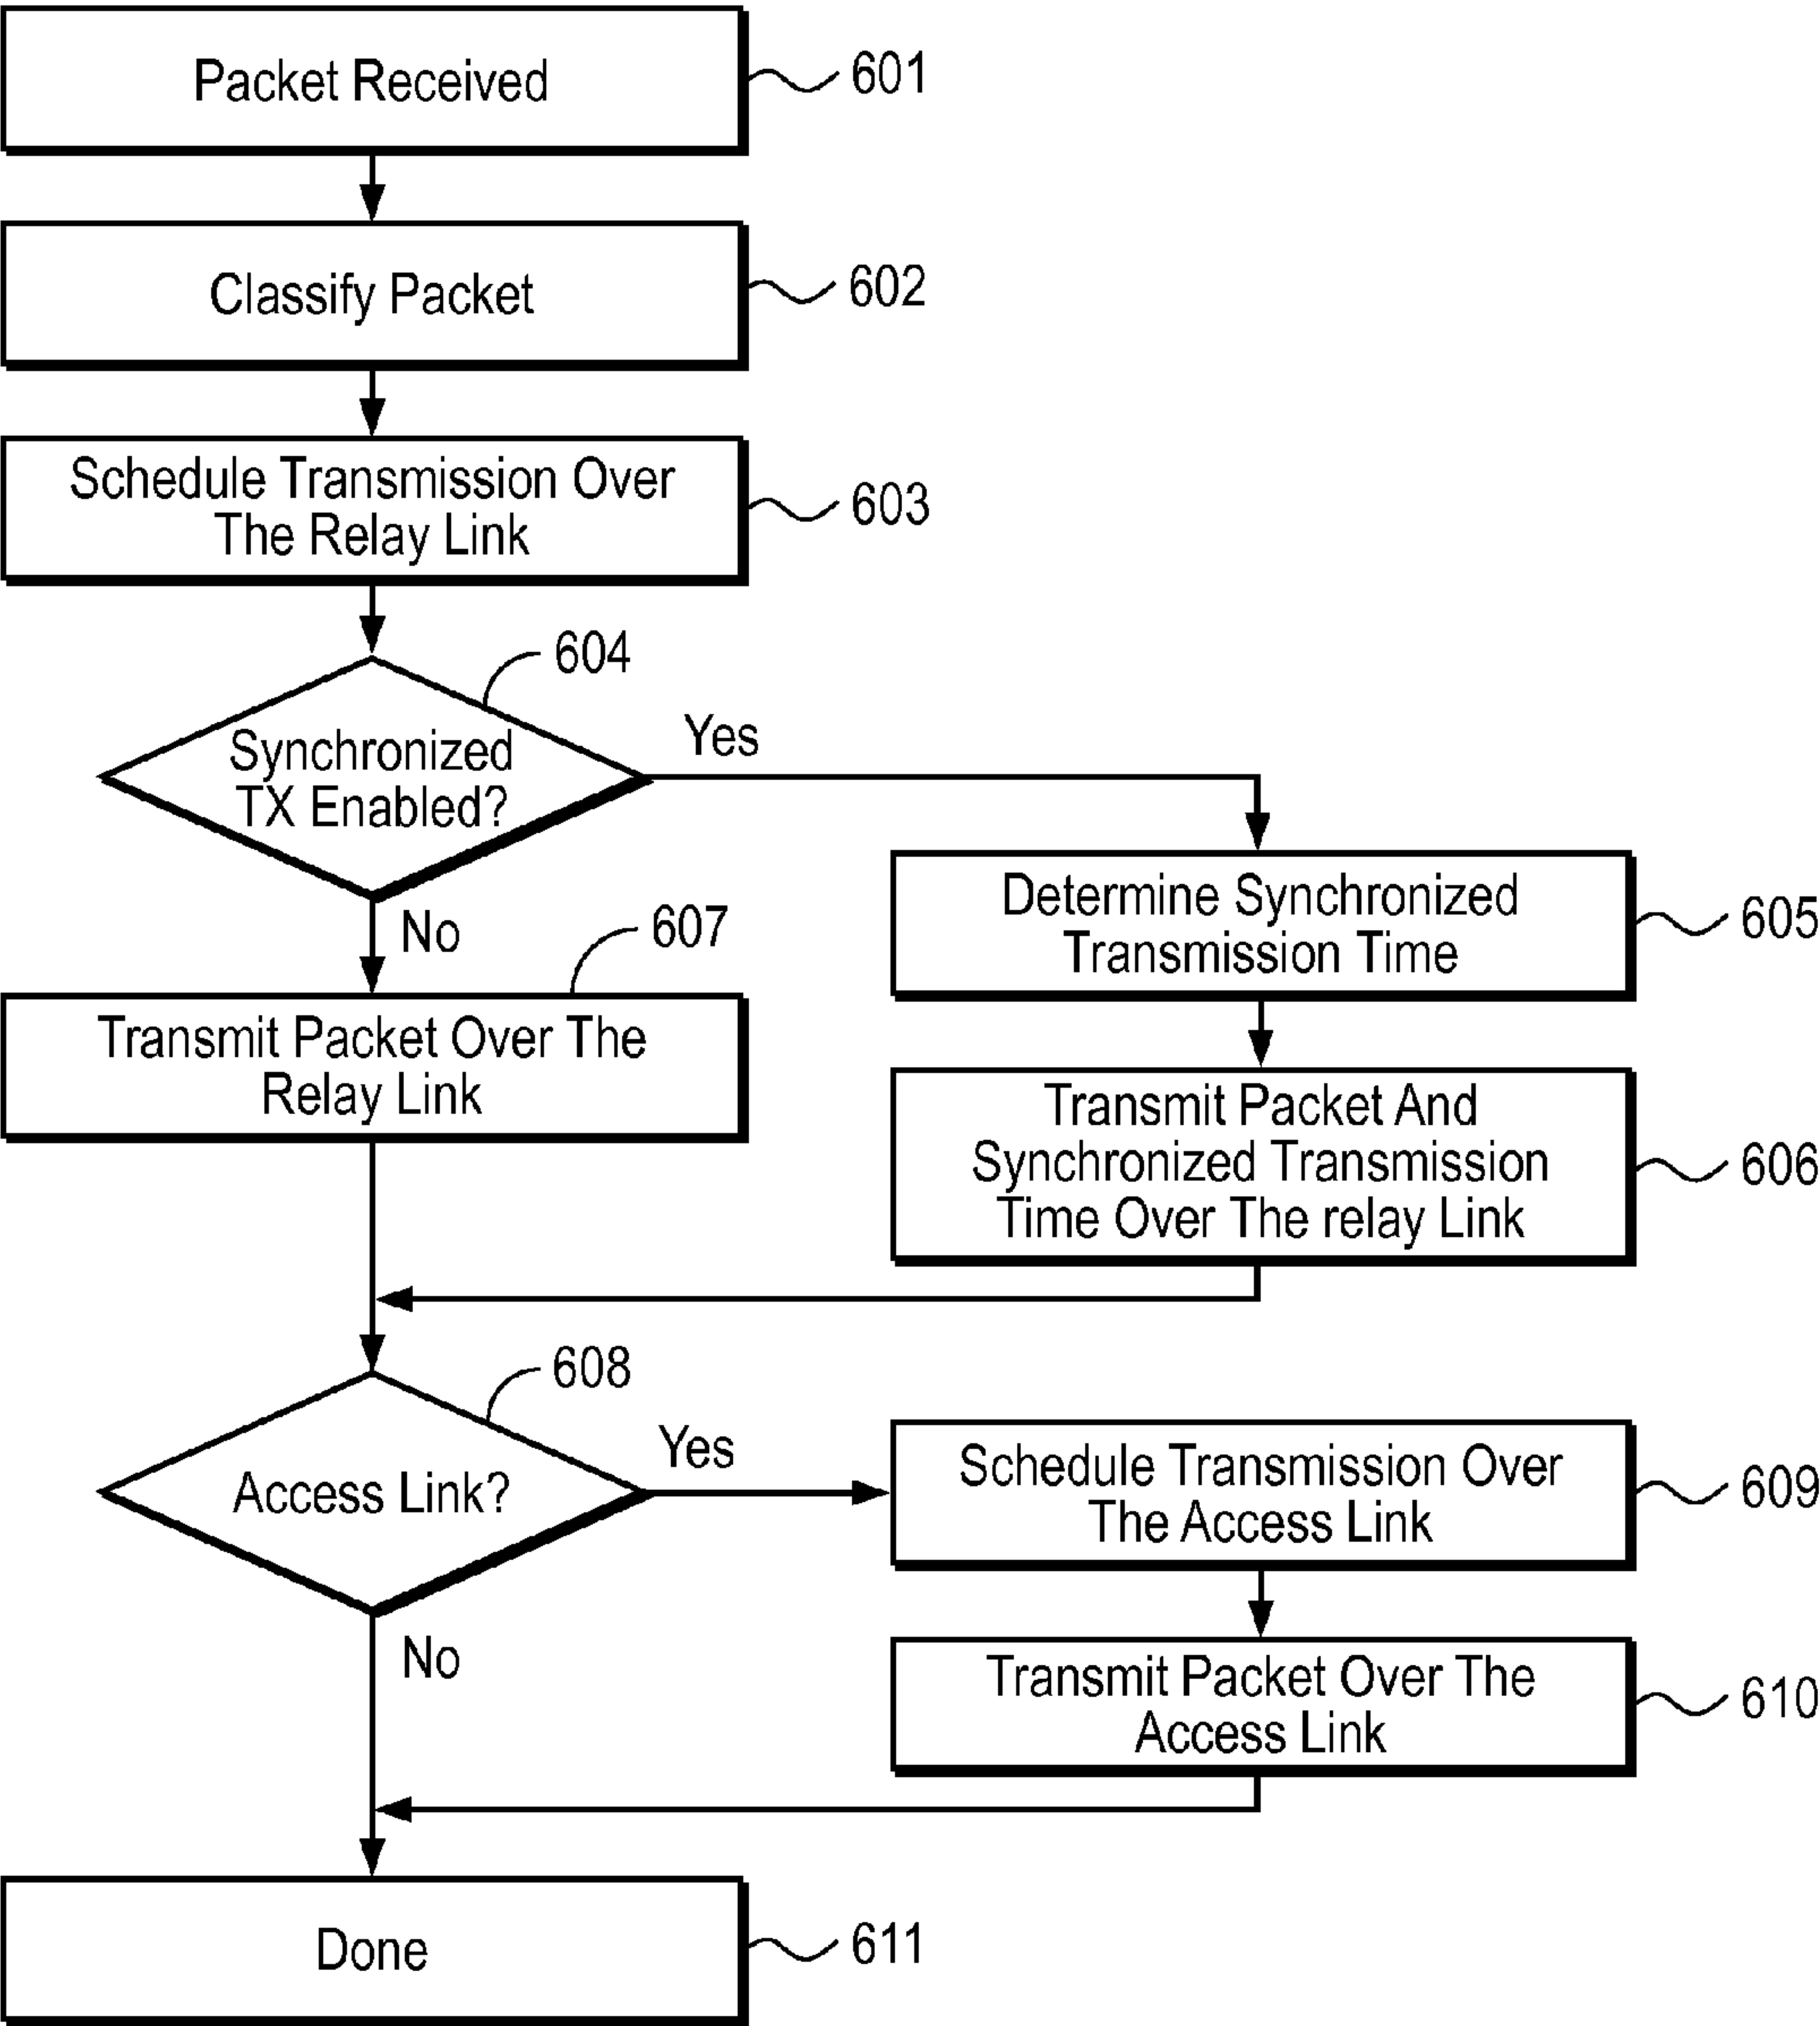 Packet Received
601
Classify Packet
602
Schedule Transmission Over
The Relay Link
603
604
Synchronized
TX Enabled?
Yes
No
Determine Synchronized
Transmission Time
605
607
Transmit Packet Over The
Relay Link
Transmit Packet And
Synchronized Transmission
Time Over The relay Link
606
608
Access Link?
Yes
No
Schedule Transmission Over
The Access Link
609
Transmit Packet Over The
Access Link
610
Done
611